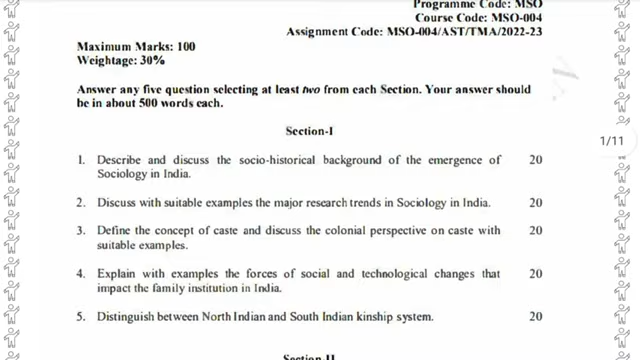 Programme Code: MSO
Course Code: MSO-004
Assignment Code: MSO-004/AST/TMA/2022-23
Maximum Marks: 100
Weightage: 30%
Answer any five question selecting at least two from each Section. Your answer should
be in about 500 words each.
Section-I
1. Describe and discuss the socio-historical background of the emergence of 20
Sociology in India.
2. Discuss with suitable examples the major research trends in Sociology in India. 20
3. Define the concept of caste and discuss the colonial perspective on caste with 20
suitable examples.
4. Explain with examples the forces of social and technological changes that 20
impact the family institution in India.
5. Distinguish between North Indian and South Indian kinship system. 20
Section-II
1/11